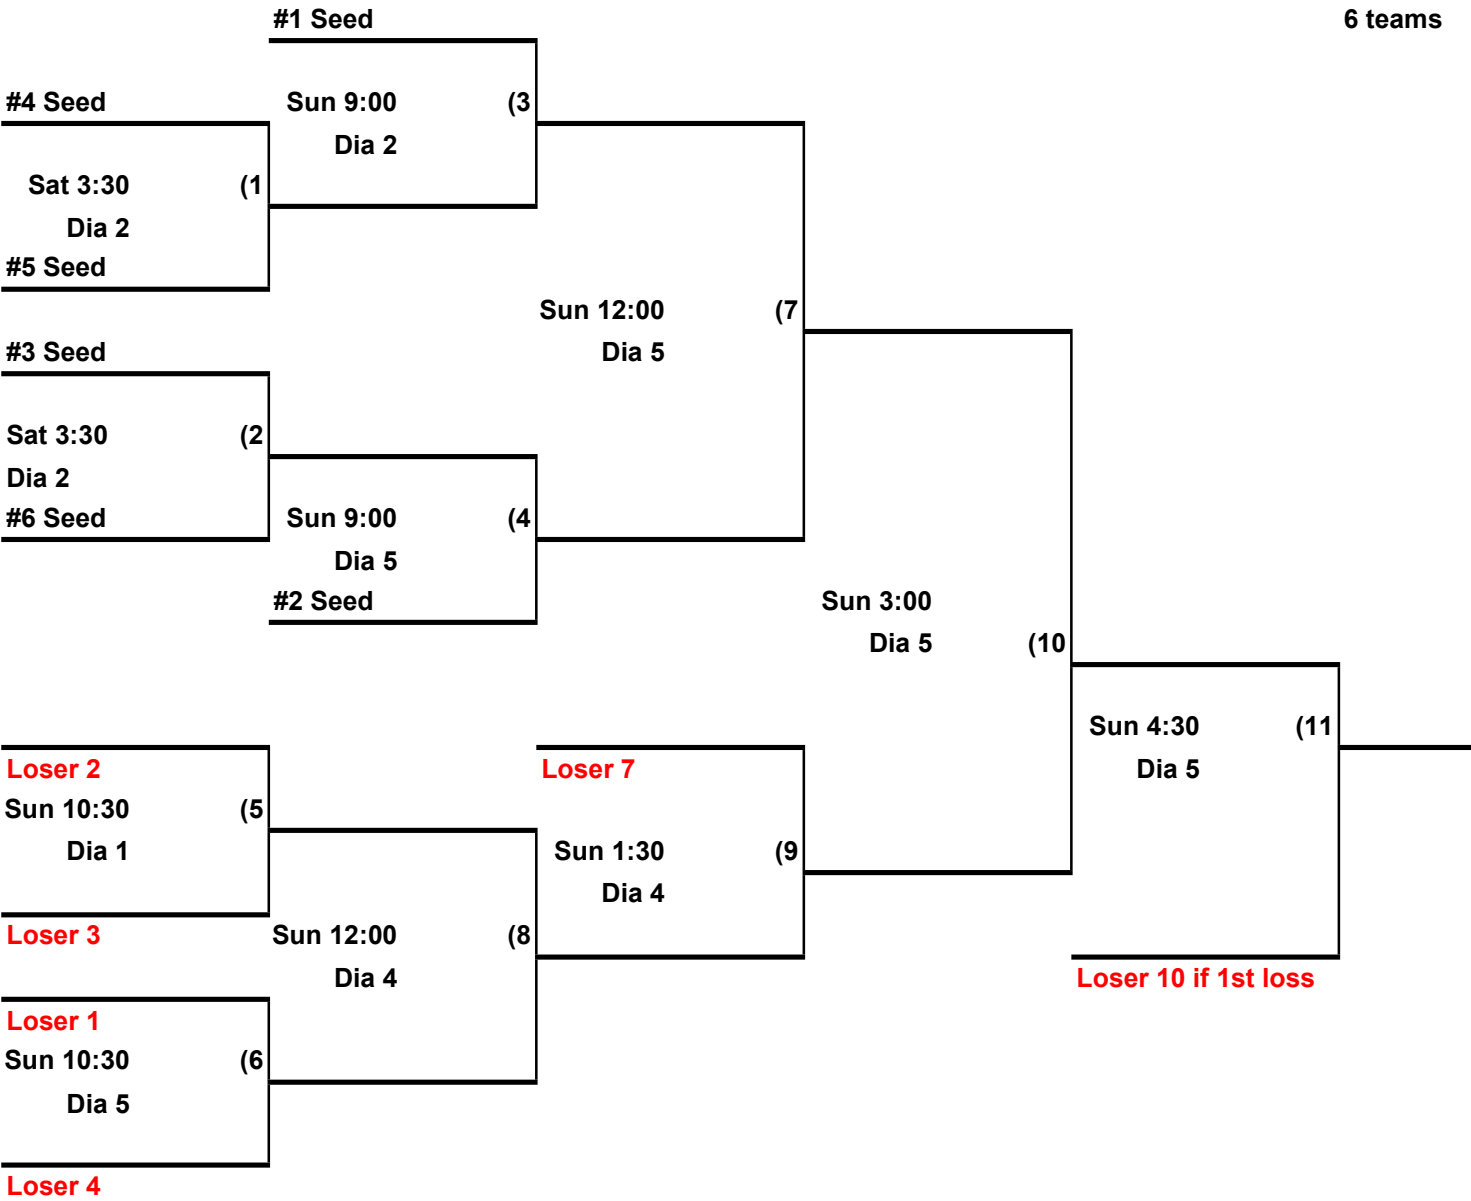 #1 Seed
6 teams
#4 Seed
Sun 9:00 (3
Dia 2
Sat 3:30 (1
Dia 2
#5 Seed
Sun 12:00 (7
Dia 5
#3 Seed
Sat 3:30 (2
Dia 2
#6 Seed
Sun 9:00 (4
Dia 5
#2 Seed
Sun 3:00
Dia 5 (10
Sun 4:30 (11
Dia 5
Loser 2
Loser 7
Sun 10:30 (5
Dia 1
Sun 1:30 (9
Dia 4
Loser 3
Sun 12:00 (8
Dia 4
Loser 10 if 1st loss
Loser 1
Sun 10:30 (6
Dia 5
Loser 4